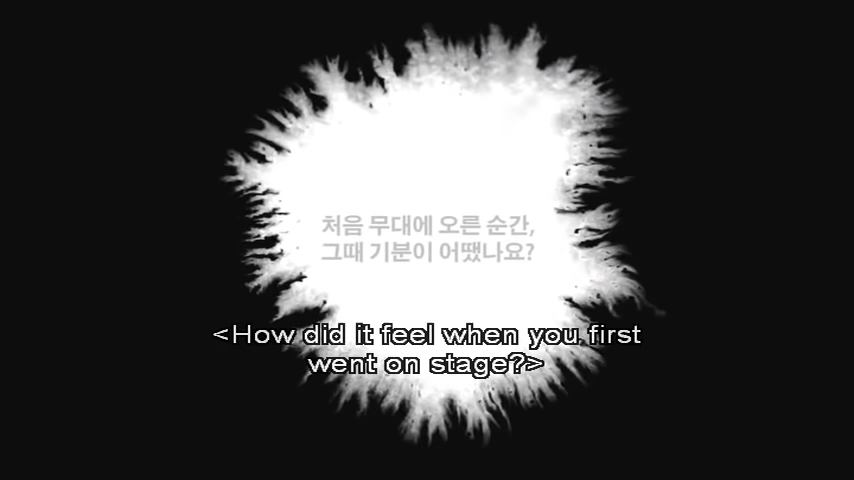 처음 무대에 오른 순간,
그때 기분이 어땠나요?
<How did it feel when you first
went on stage?>